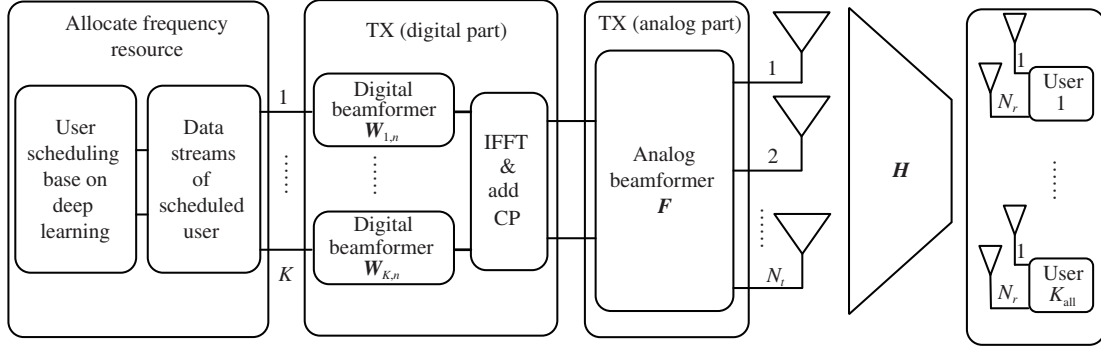 Allocate frequency
resource
User
scheduling
base on
deep
learning
Data
streams
of
scheduled
user
1
K
TX (digital part)
Digital
beamformer
W1,n
Digital
beamformer
WK,n
IFFT
&
add
CP
TX (analog part)
Analog
beamformer
F
1
2
Nt
H
1
Nr
User
1
1
Nr
User
Kall